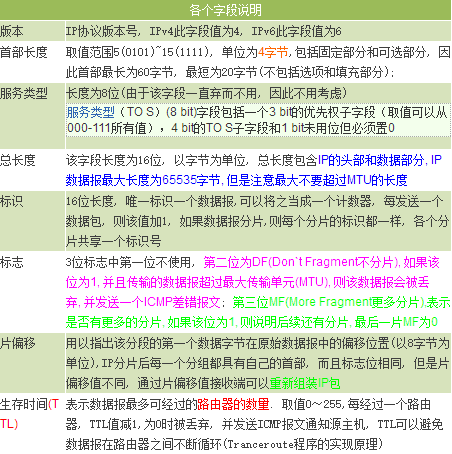 各个字段说明
版本 IP协议版本号, IPv4此字段值为4, IPv6此字段值为6
首部长度 取值范围5(0101)~15(1111), 单位为4字节,包括固定部分和可选部分, 因
此首部最长为60字节, 最短为20字节(不包括选项和填充部分);
服务类型 长度为8位(由于该字段一直弃而不用, 因此不用考虑)
服务类型 (TO S) (8 bit)字段包括一个3 bit的优先权子字段 (取值可以从
000-111所有值), 4 bit的TO S子字段和1 bit未用位但必须置0
总长度 该字段长度为16位, 以字节为单位, 总长度包含IP的头部和数据部分, IP
数据报最大长度为65535字节, 但是注意最大不要超过MTU的长度
标识 16位长度, 唯一标识一个数据报,可以将之当成一个计数器, 每发送一个
数据包, 则该值加1, 如果数据报分片,则每个分片的标识都一样, 各个分
片共享一个标识号
标志 3位标志中第一位不使用, 第二位为DF(Don`t Fragment不分片),如果该
位为1,并且传输的数据报超过最大传输单元(MTU),则该数据报会被丢
弃,并发送一个ICMP差错报文; 第三位MF(More Fragment更多分片),表示
是否有更多的分片,如果该位为1,则说明后续还有分片,最后一片MF为0
片偏移 用以指出该分段的第一个数据字节在原始数据报中的偏移位置(以8字节为
单位),IP分片后每一个分组都具有自己的首部, 而且标志位相同, 但是片
偏移值不同, 通过片偏移值接收端可以重新组装IP包
生存时间(T 表示数据报最多可经过的路由器的数量. 取值0~255,每经过一个路由
TL) 器, TTL值减1,为0时被丢弃, 并发送ICMP报文通知源主机, TTL可以避免
数据报在路由器之间不断循环(Tranceroute程序的实现原理)